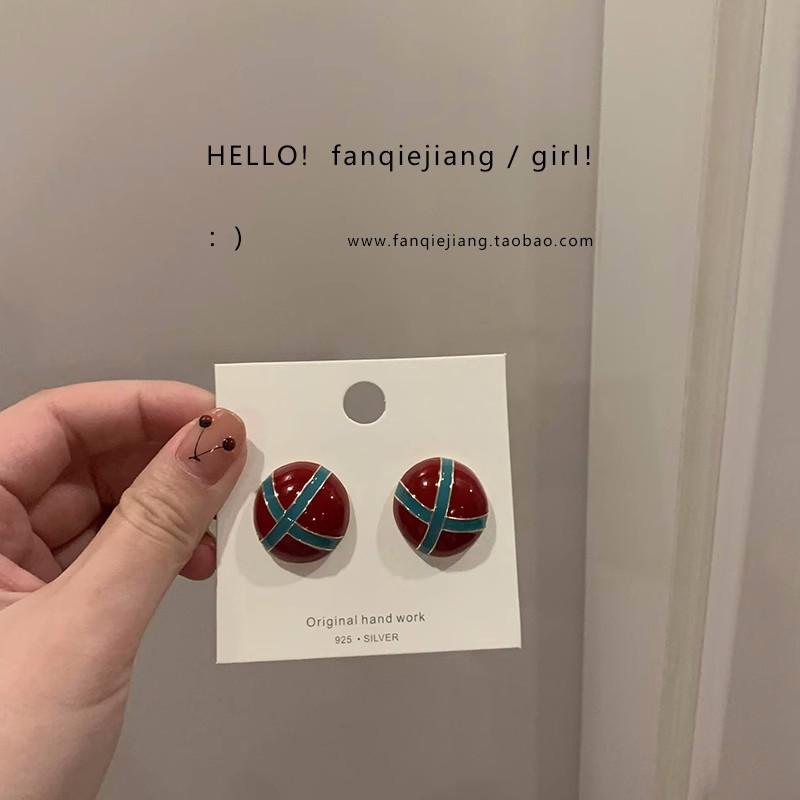 HELLO! fanqiejiang / girl!
: )
www.fanqiejiang.taobao.com
Original hand work
925 • SILVER